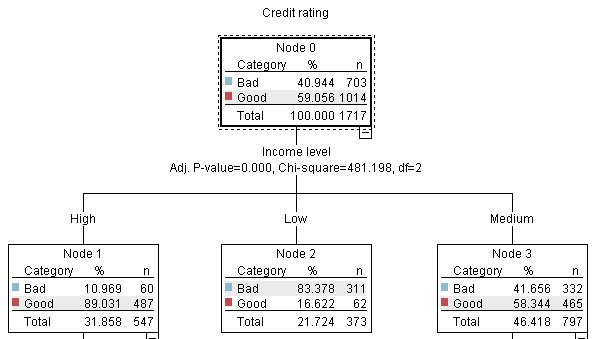 Credit rating
Node 0
Category % n
Bad 40.944 703
Good 59.056 1014
Total 100.000 1717
Income level
Adj. P-value=0.000, Chi-square=481.198, df=2
High
Low
Medium
Node 1
Category % n
Bad 10.969 60
Good 89.031 487
Total 31.858 547
Node 2
Category % n
Bad 83.378 311
Good 16.622 62
Total 21.724 373
Node 3
Category % n
Bad 41.656 332
Good 58.344 465
Total 46.418 797